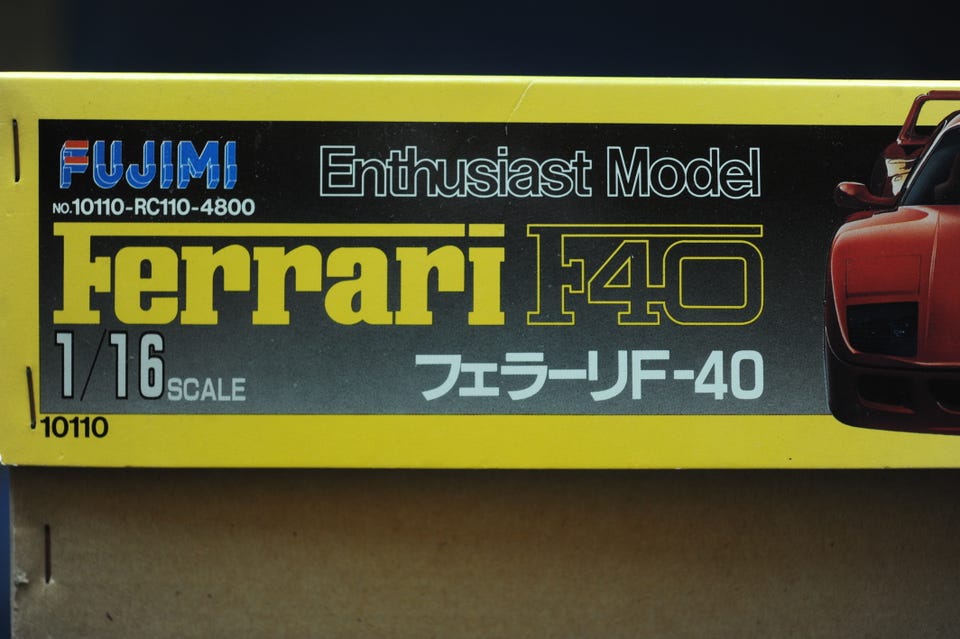 FUJIMI
Enthusiast Model
NO.10110-RC110-4800
Ferrari F40
1/16 SCALE
フェラーリF-40
10110